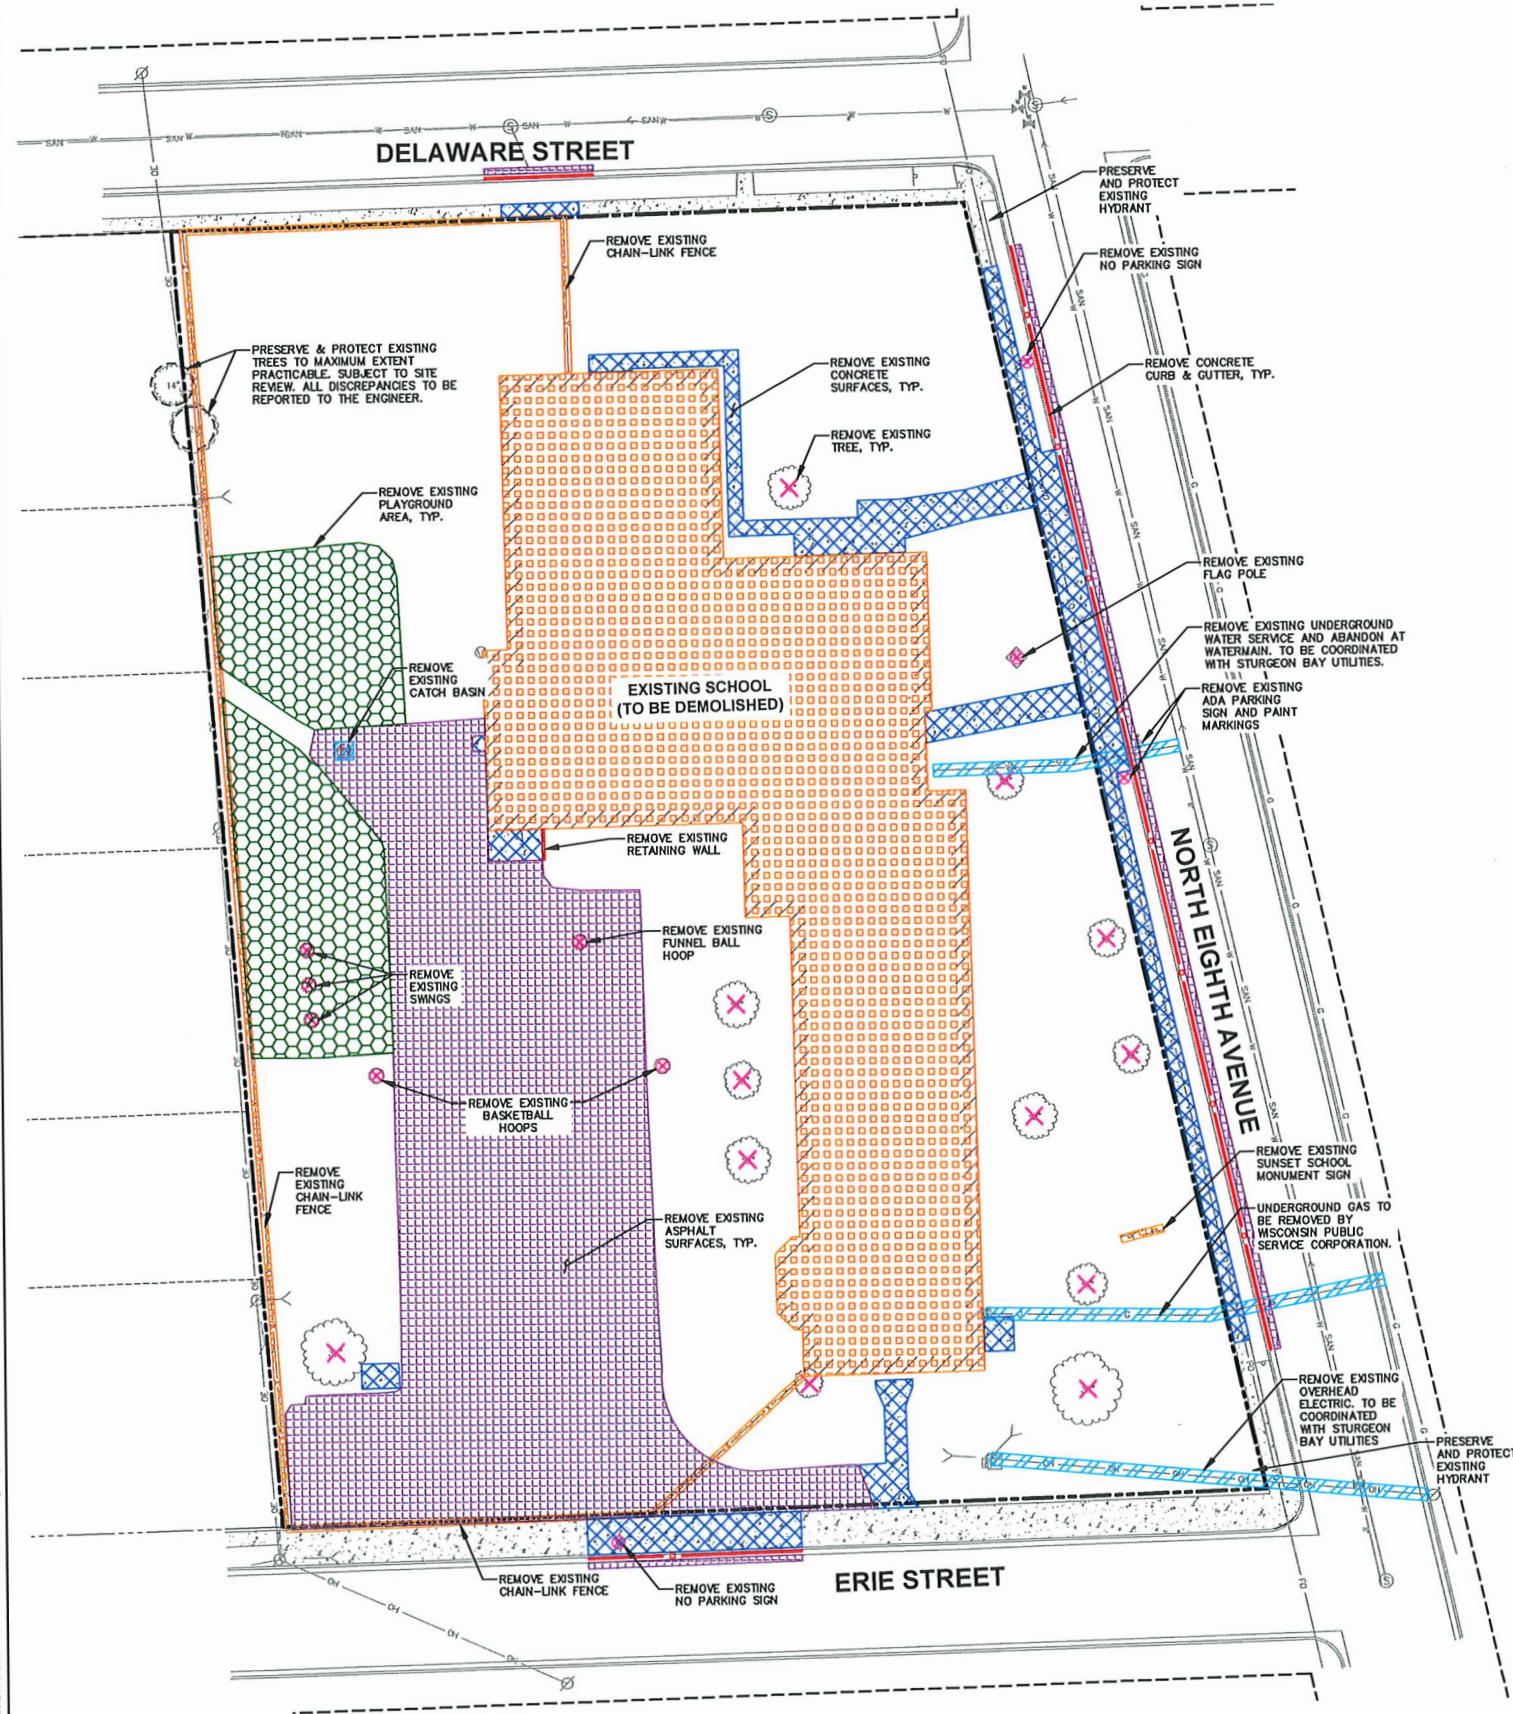 DELAWARE STREET
PRESERVE
AND PROTECT
EXISTING
HYDRANT
REMOVE EXISTING
CHAIN-LINK FENCE
REMOVE EXISTING
NO PARKING SIGN
PRESERVE & PROTECT EXISTING
TREES TO MAXIMUM EXTENT
PRACTICABLE. SUBJECT TO SITE
REVIEW. ALL DISCREPANCIES TO BE
REPORTED TO THE ENGINEER.
14"
REMOVE EXISTING
CONCRETE
SURFACES, TYP.
REMOVE CONCRETE
CURB & GUTTER, TYP.
REMOVE EXISTING
TREE, TYP.
REMOVE EXISTING
PLAYGROUND
AREA, TYP.
REMOVE EXISTING
FLAG POLE
REMOVE EXISTING UNDERGROUND
WATER SERVICE AND ABANDON AT
WATERMAIN. TO BE COORDINATED
WITH STURGEON BAY UTILITIES.
REMOVE
EXISTING
CATCH BASIN
EXISTING SCHOOL
(TO BE DEMOLISHED)
REMOVE EXISTING
ADA PARKING
SIGN AND PAINT
MARKINGS
REMOVE EXISTING
RETAINING WALL
NORTH EIGHTH AVENUE
REMOVE EXISTING
FUNNEL BALL
HOOP
REMOVE
EXISTING
SWINGS
REMOVE EXISTING
BASKETBALL
HOOPS
REMOVE EXISTING
SUNSET SCHOOL
MONUMENT SIGN
REMOVE
EXISTING
CHAIN-LINK
FENCE
UNDERGROUND GAS TO
BE REMOVED BY
WISCONSIN PUBLIC
SERVICE CORPORATION.
REMOVE EXISTING
ASPHALT
SURFACES, TYP.
REMOVE EXISTING
OVERHEAD
ELECTRIC. TO BE
COORDINATED
WITH STURGEON
BAY UTILITIES
PRESERVE
AND PROTECT
EXISTING
HYDRANT
REMOVE EXISTING
CHAIN-LINK FENCE
REMOVE EXISTING
NO PARKING SIGN
ERIE STREET